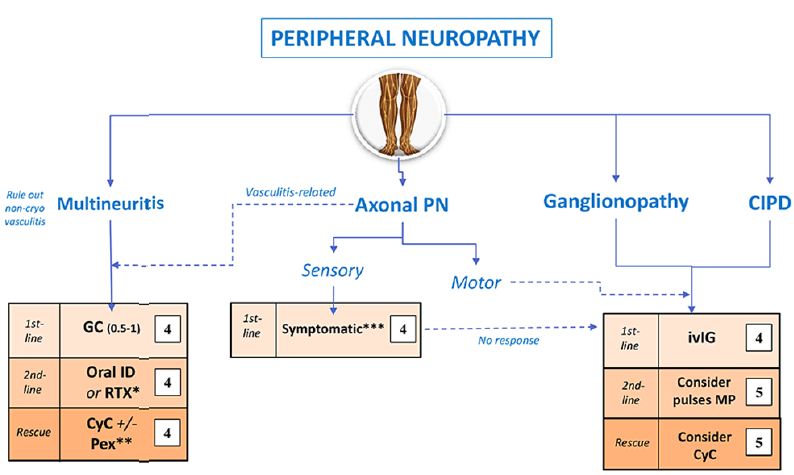 PERIPHERAL NEUROPATHY
Rule out
non-cryo
vasculitis
Multineuritis
Vasculitis-related
Axonal PN
Ganglionopathy
CIPD
Sensory
Motor
1st-
line
GC (0.5-1)
4
2nd-
line
Oral ID
or RTX*
4
Rescue
CyC +/-
Pex**
4
1st-
line
Symptomatic***
4
No response
1st-
line
ivIG
4
2nd-
line
Consider
pulses MP
5
Rescue
Consider
CyC
5